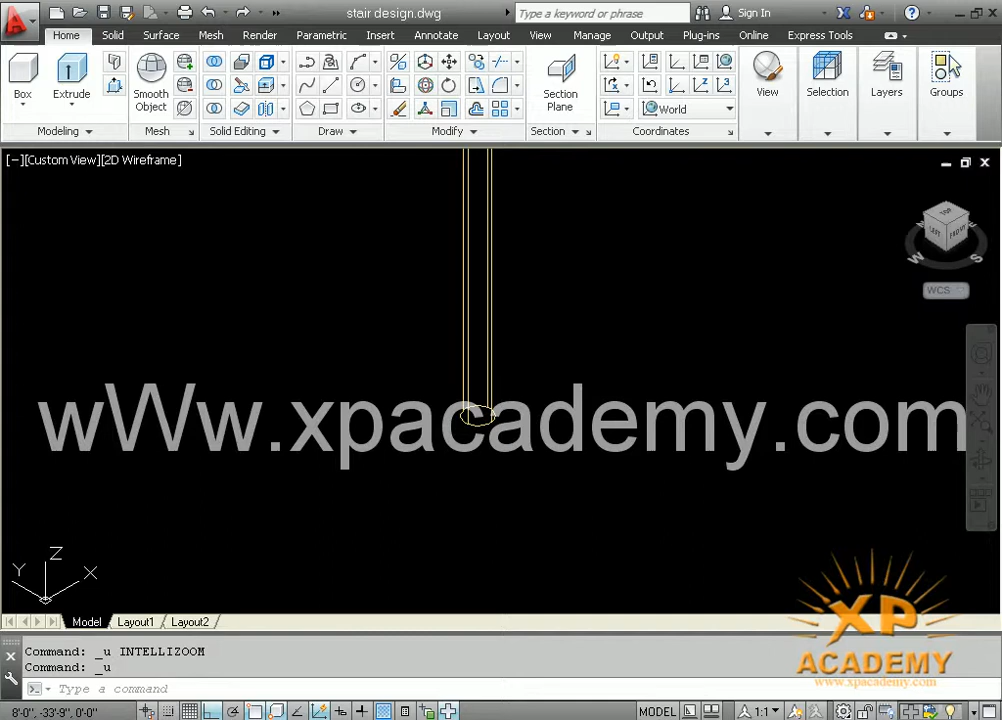 stair design.dwg
Type a keyword or phrase
Sign In
Home Solid Surface Mesh Render Parametric Insert Annotate Layout View Manage Output Plug-ins Online Express Tools
Box Extrude Smooth Object Section Plane World View Selection Layers Groups
Modeling Mesh Solid Editing Draw Modify Section Coordinates
[−][Custom View][2D Wireframe]
TOP
LEFT FRONT
W S
WCS
wWw.xpacademy.com
Z
Y X
XP
ACADEMY
www.xpacademy.com
Model Layout1 Layout2
Command: _u INTELLIZOOM
Command: _u
Type a command
8'-0", -33'-9", 0'-0"
MODEL
1:1